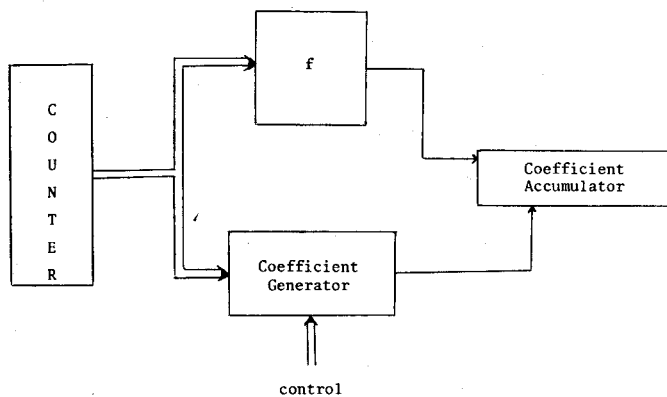 C
O
U
N
T
E
R
f
Coefficient
Accumulator
Coefficient
Generator
control